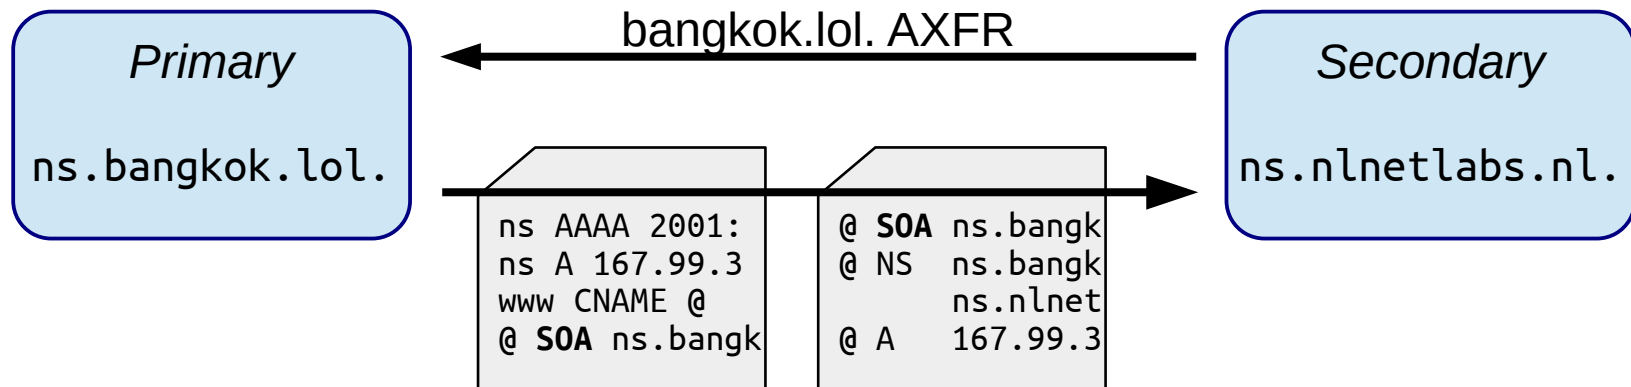 bangkok.lol. AXFR
Primary
ns.bangkok.lol.
Secondary
ns.nlnetlabs.nl.
ns AAAA 2001:
ns A 167.99.3
www CNAME @
@ SOA ns.bangk
@ SOA ns.bangk
@ NS ns.bangk
ns.nlnet
@ A 167.99.3